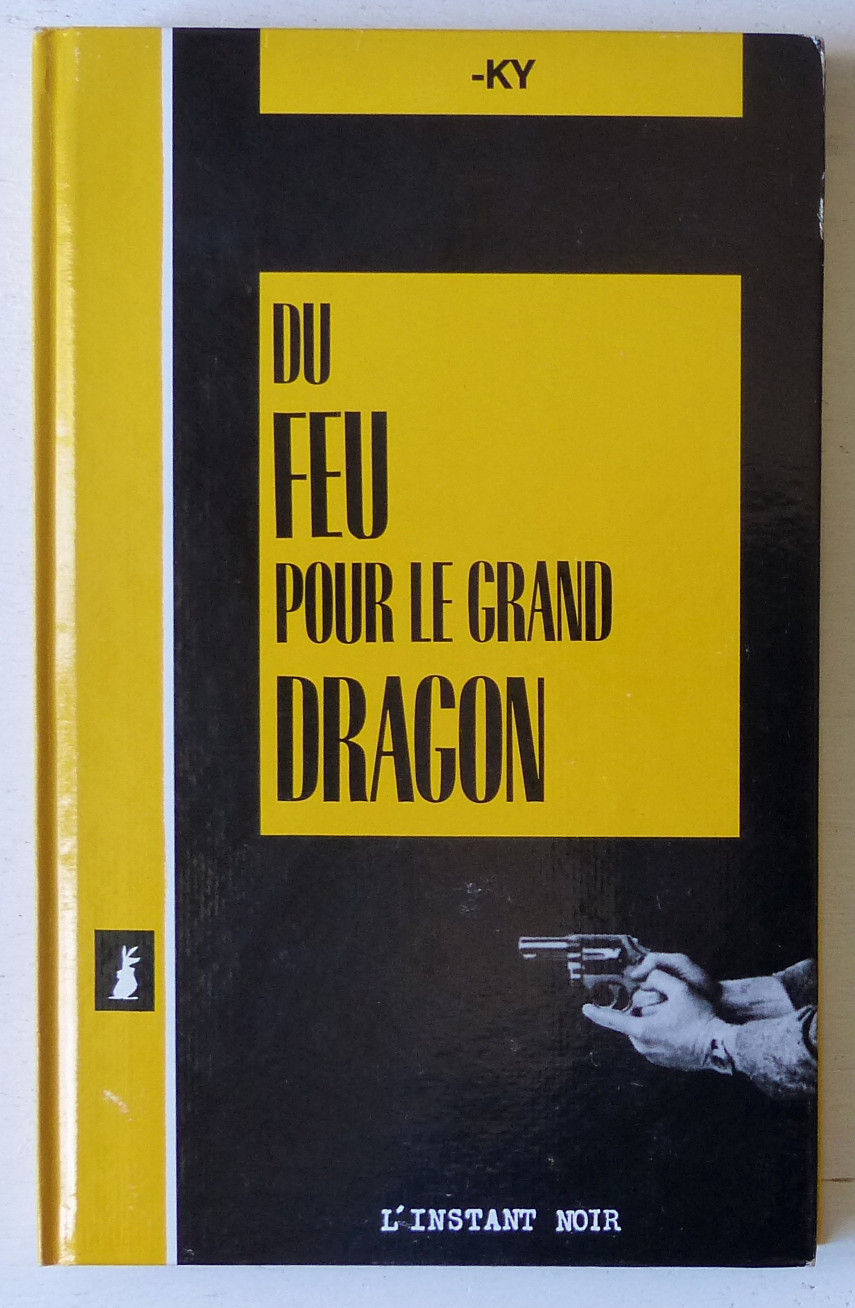 -KY
DU
FEU
POUR LE GRAND
DRAGON
L'INSTANT NOIR